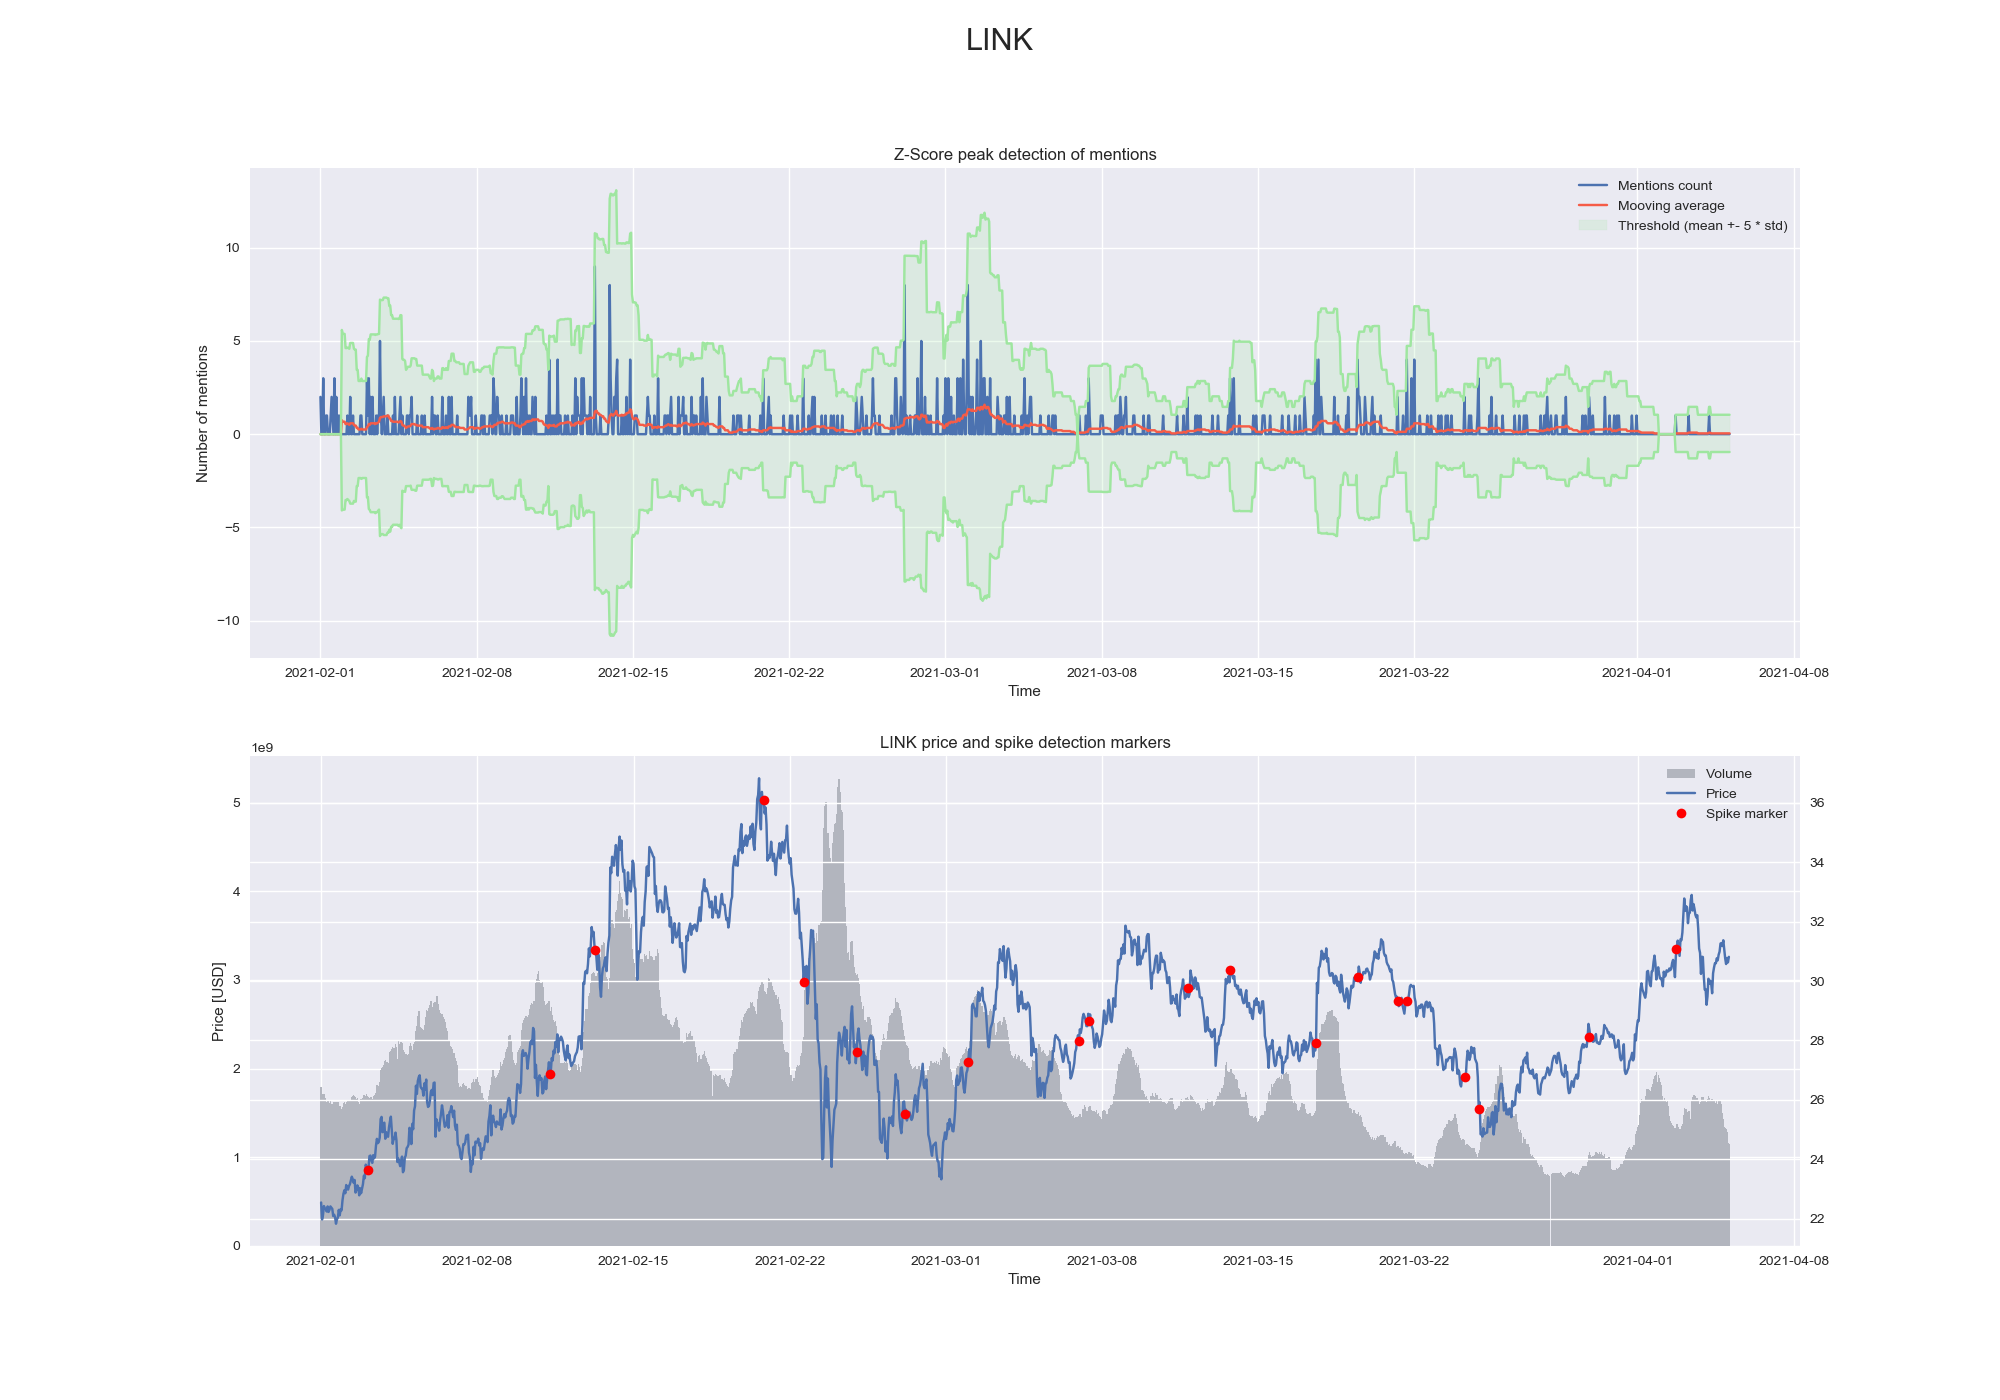 LINK
Z-Score peak detection of mentions
Mentions count
Mooving average
Threshold (mean +- 5 * std)
Number of mentions
10
5
0
−5
−10
2021-02-01 2021-02-08 2021-02-15 2021-02-22 2021-03-01 2021-03-08 2021-03-15 2021-03-22 2021-04-01 2021-04-08
Time
LINK price and spike detection markers
1e9
Volume
Price
Spike marker
Price [USD]
5
4
3
2
1
0
36
34
32
30
28
26
24
22
2021-02-01 2021-02-08 2021-02-15 2021-02-22 2021-03-01 2021-03-08 2021-03-15 2021-03-22 2021-04-01 2021-04-08
Time